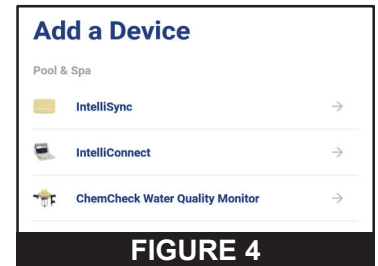 Add a Device
Pool & Spa
IntelliSync
IntelliConnect
ChemCheck Water Quality Monitor
FIGURE 4